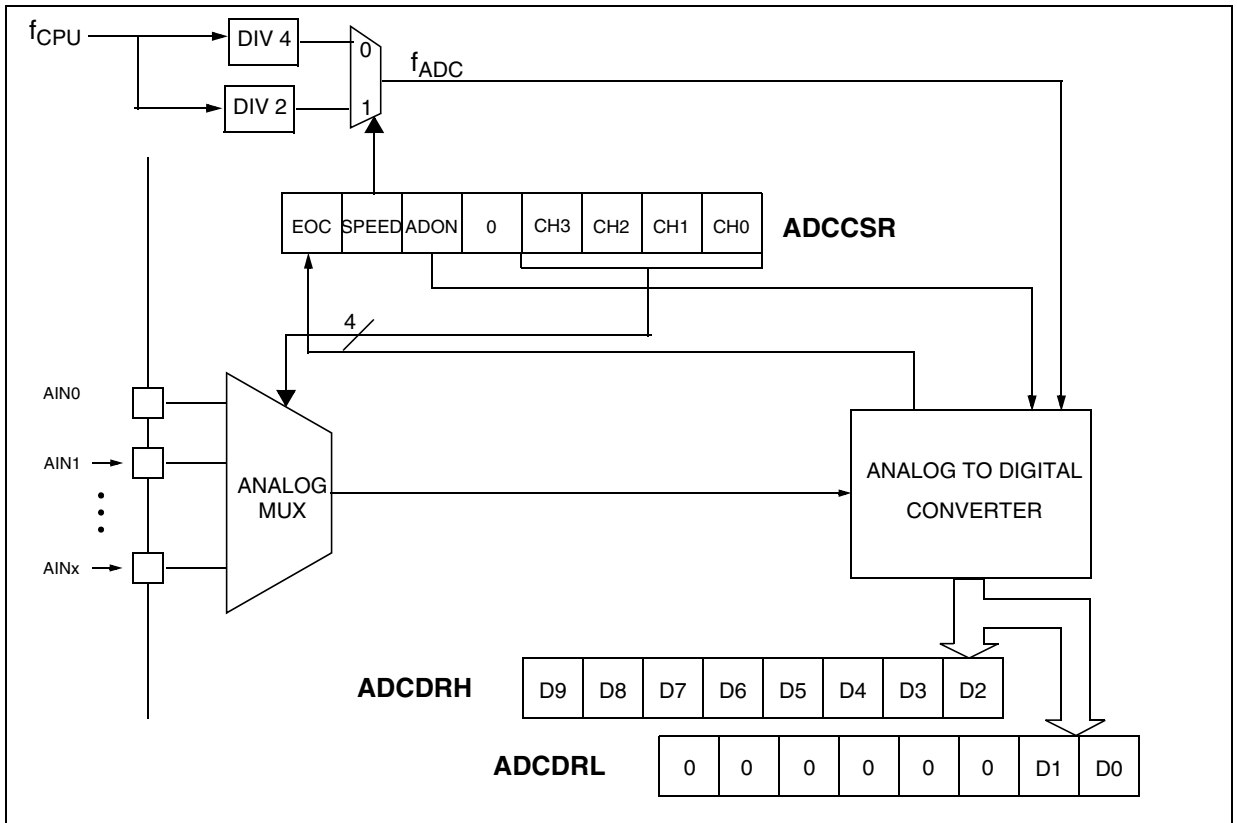 fCPU
DIV 4
0
fADC
DIV 2
1
EOC SPEED ADON 0 CH3 CH2 CH1 CH0 ADCCSR
4
AIN0
AIN1
AINx
ANALOG
MUX
ANALOG TO DIGITAL
CONVERTER
ADCDRH D9 D8 D7 D6 D5 D4 D3 D2
ADCDRL 0 0 0 0 0 0 D1 D0